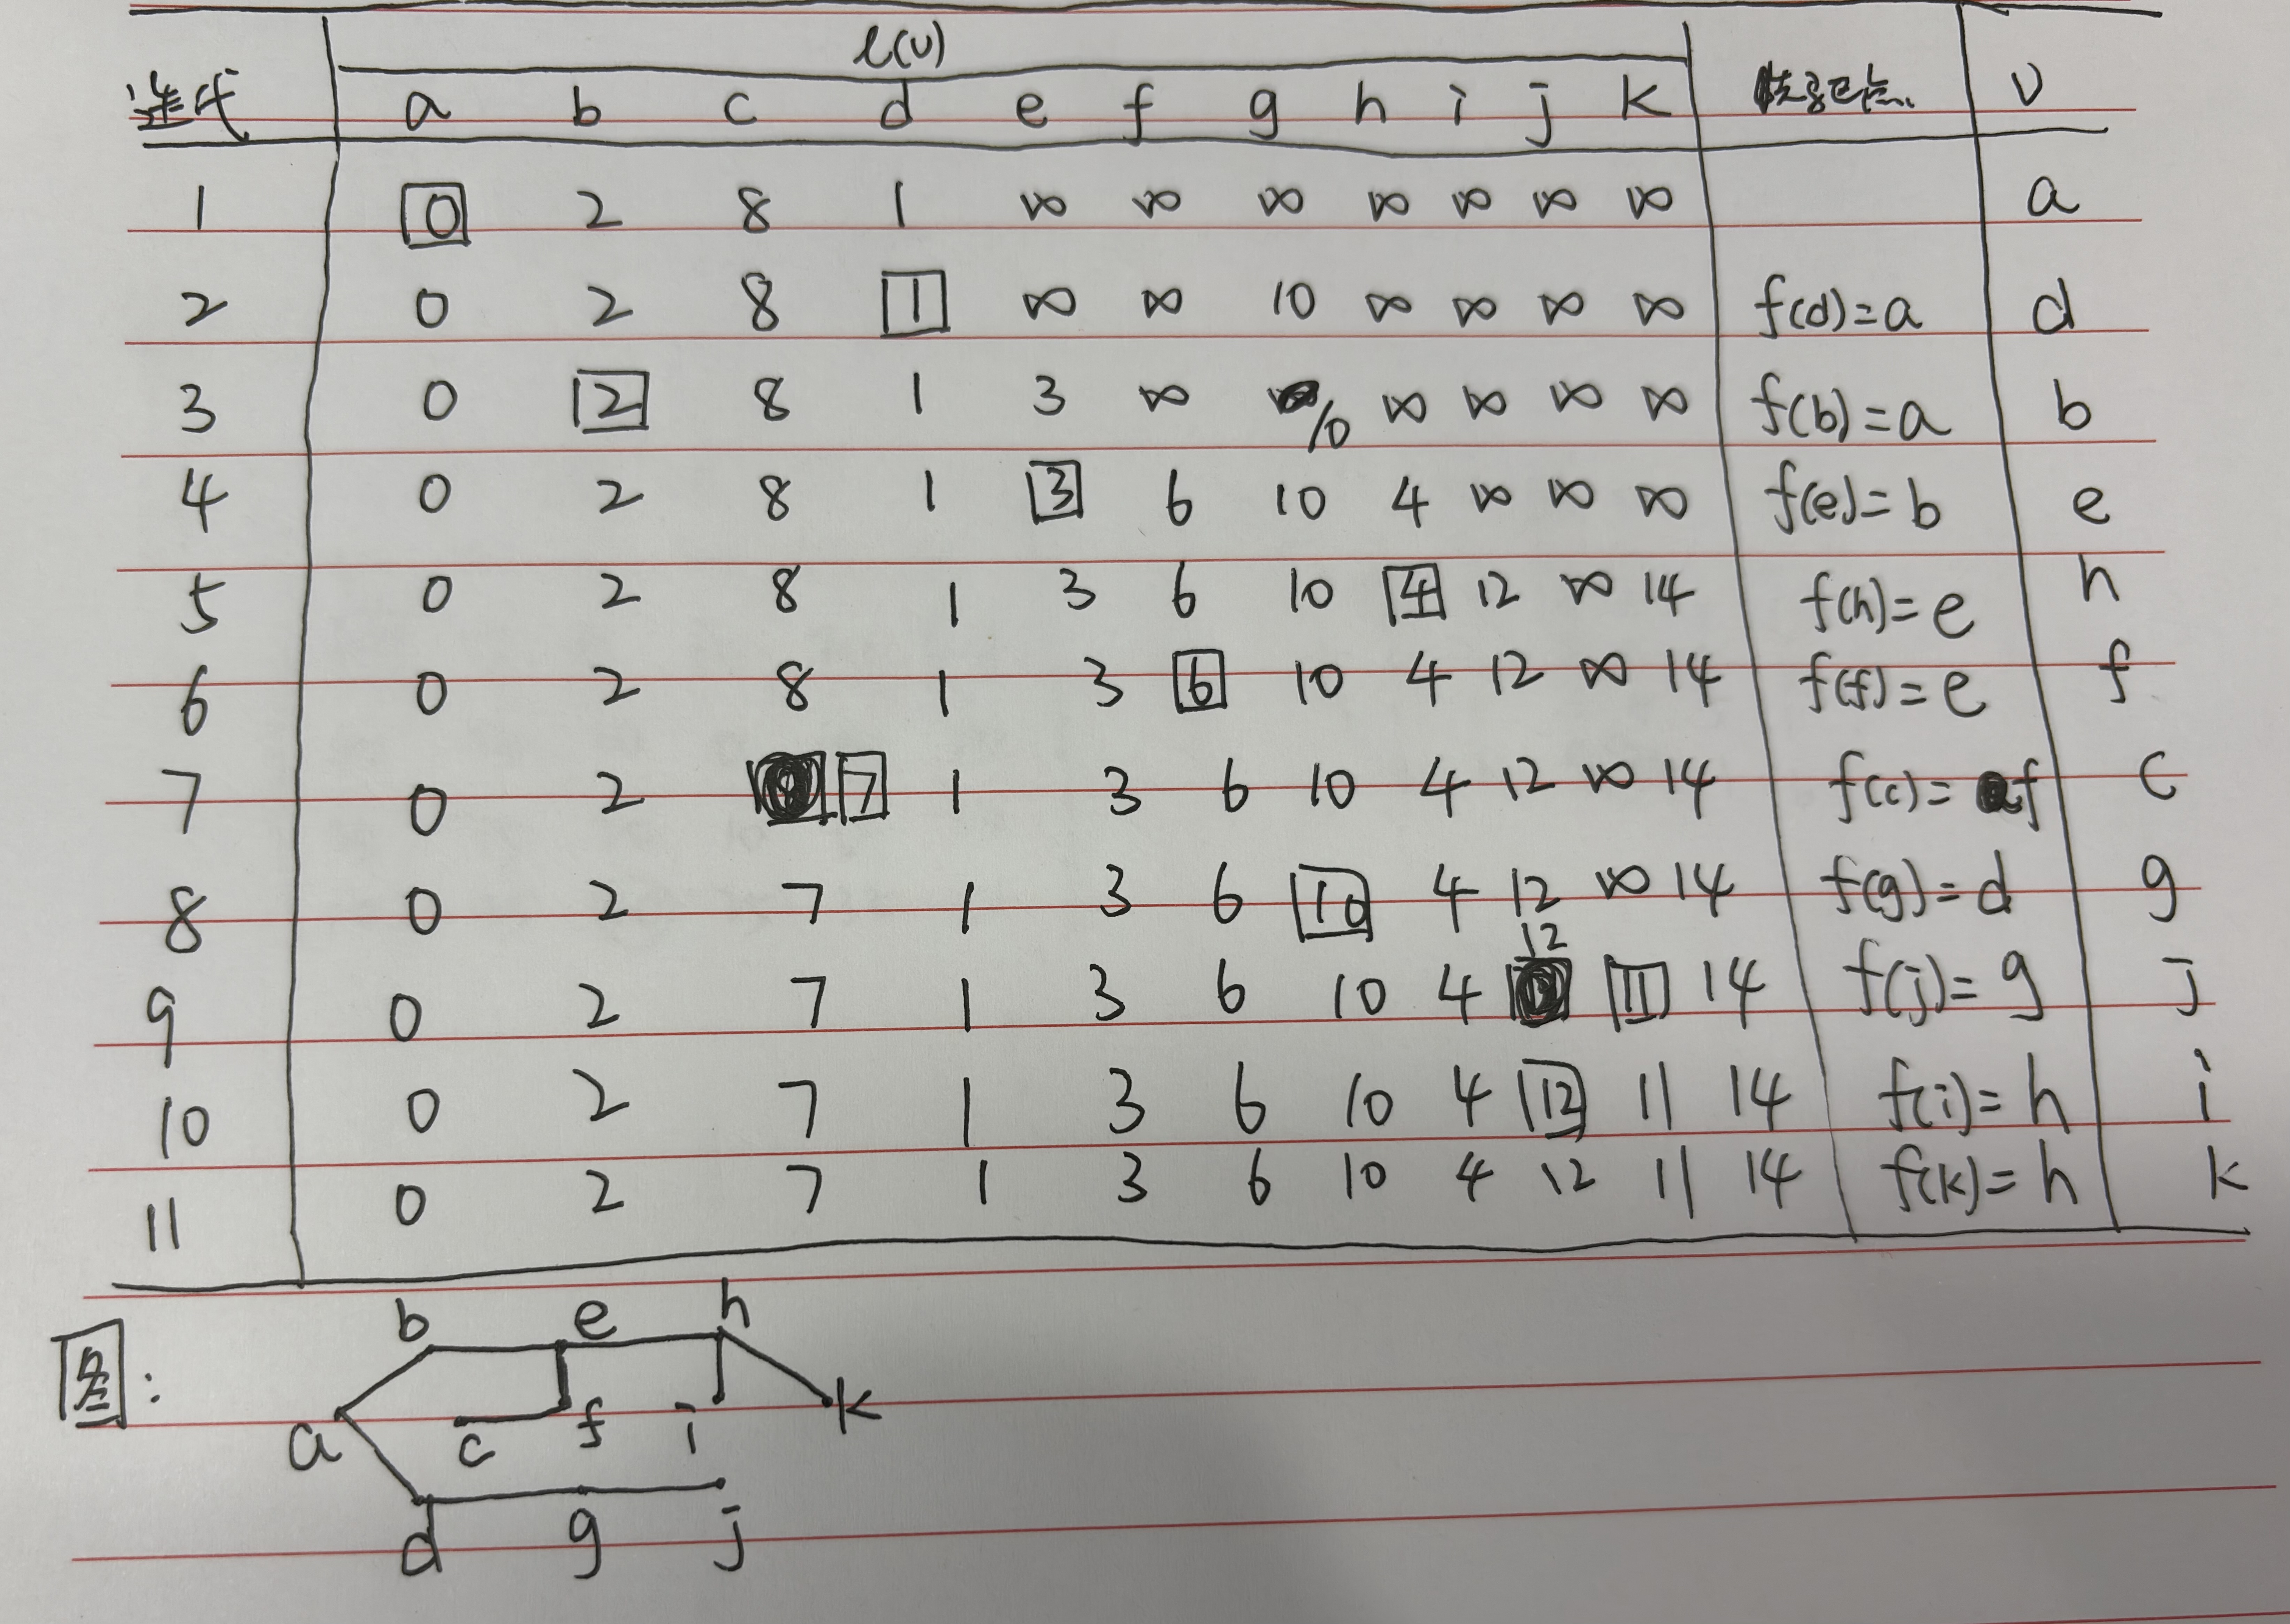 l(v)
迭代 a b c d e f g h i j k 点 v
1 0 2 8 1 ∞ ∞ ∞ ∞ ∞ ∞ ∞ a
2 0 2 8 1 ∞ ∞ 10 ∞ ∞ ∞ ∞ f(d)=a d
3 0 2 8 1 3 ∞ 10 ∞ ∞ ∞ ∞ f(b)=a b
4 0 2 8 1 3 6 10 4 ∞ ∞ ∞ f(e)=b e
5 0 2 8 1 3 6 10 4 12 ∞ 14 f(h)=e h
6 0 2 8 1 3 6 10 4 12 ∞ 14 f(f)=e f
7 0 2 7 1 3 6 10 4 12 ∞ 14 f(c)=f c
8 0 2 7 1 3 6 10 4 12 ∞ 14 f(g)=d g
9 0 2 7 1 3 6 10 4 12 11 14 f(j)=g j
10 0 2 7 1 3 6 10 4 12 11 14 f(i)=h i
11 0 2 7 1 3 6 10 4 12 11 14 f(k)=h k
图:
b e h
a c f i k
d g j